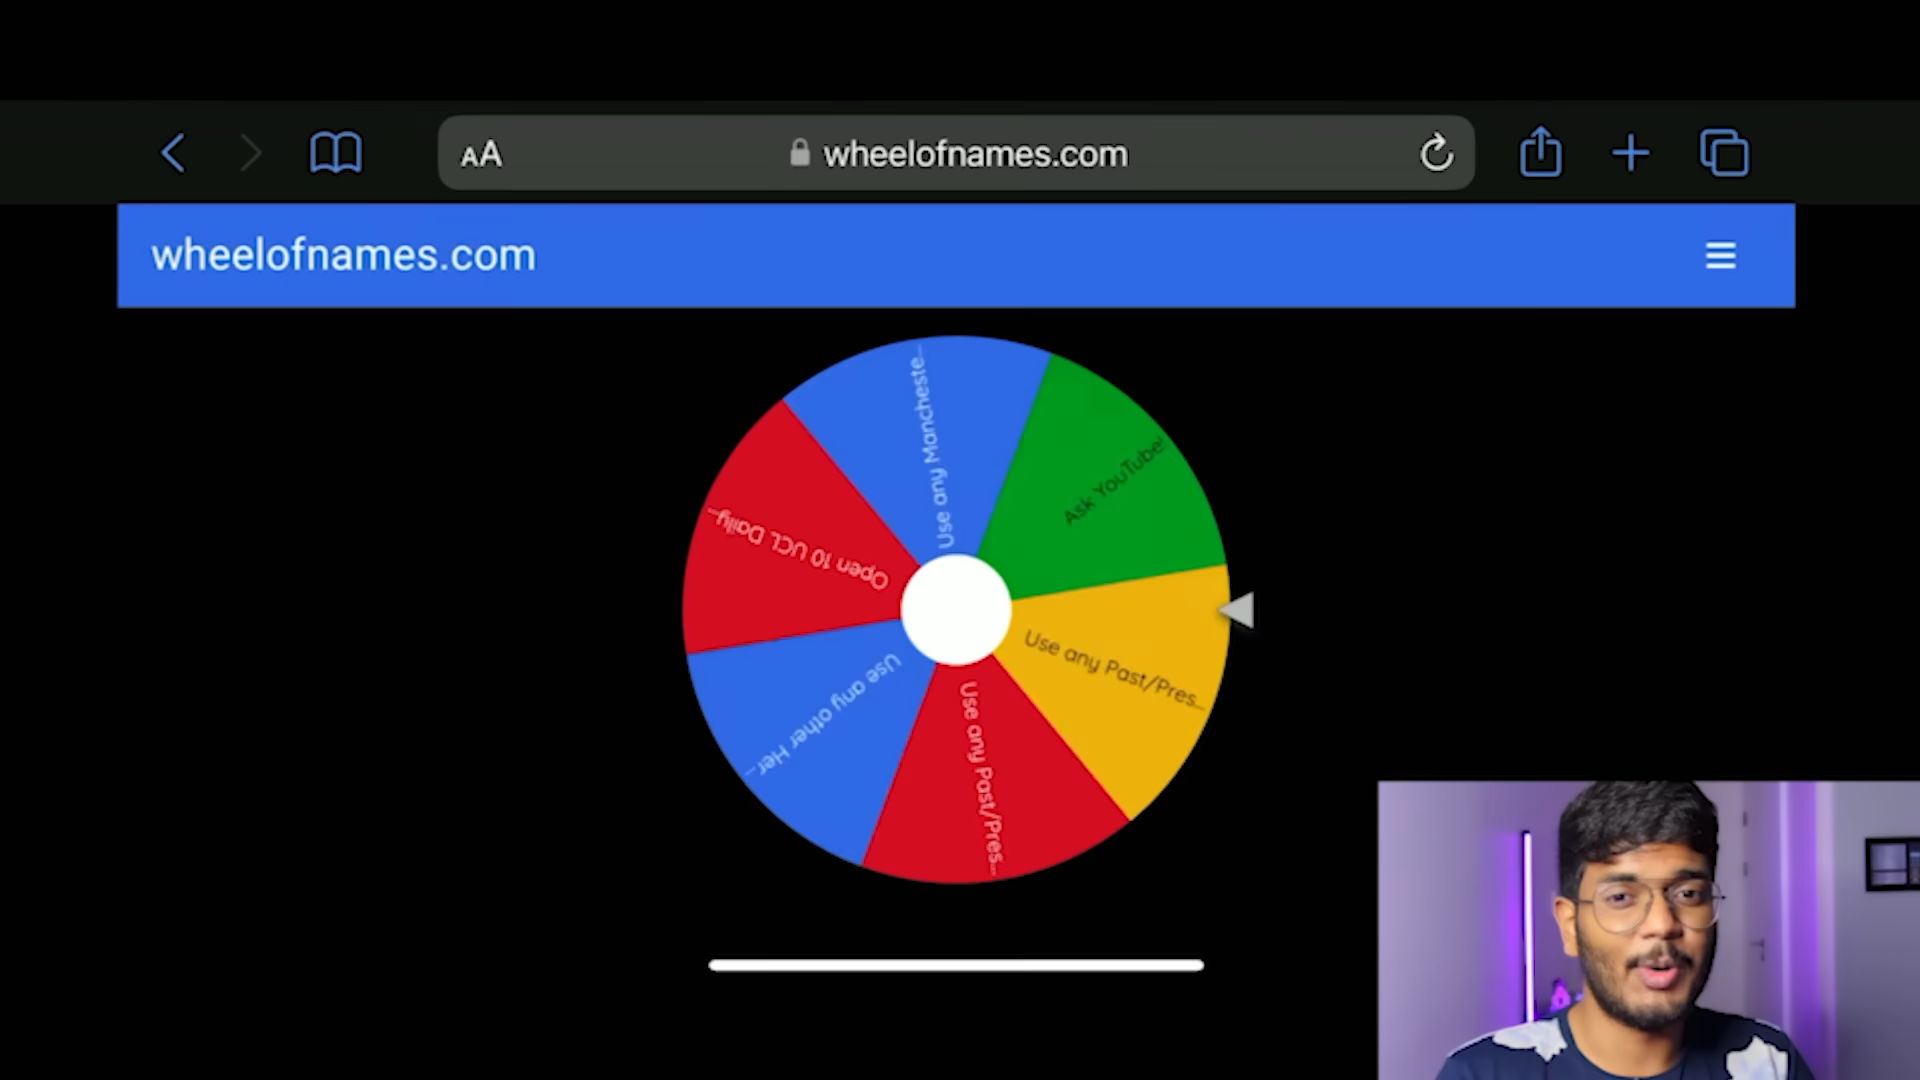 AA
wheelofnames.com
wheelofnames.com
Use any Mancheste...
Ask YouTube!
Open 10 UCL Daily...
Use any Past/Pres...
Use any other Her...
Use any Past/Pres...